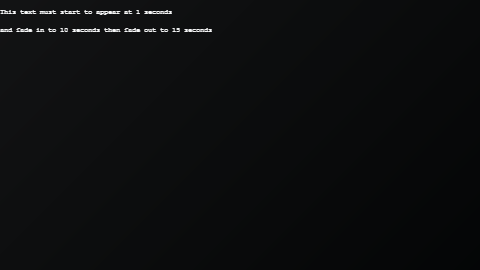 This text must start to appear at 1 seconds
and fade in to 10 seconds then fade out to 15 seconds